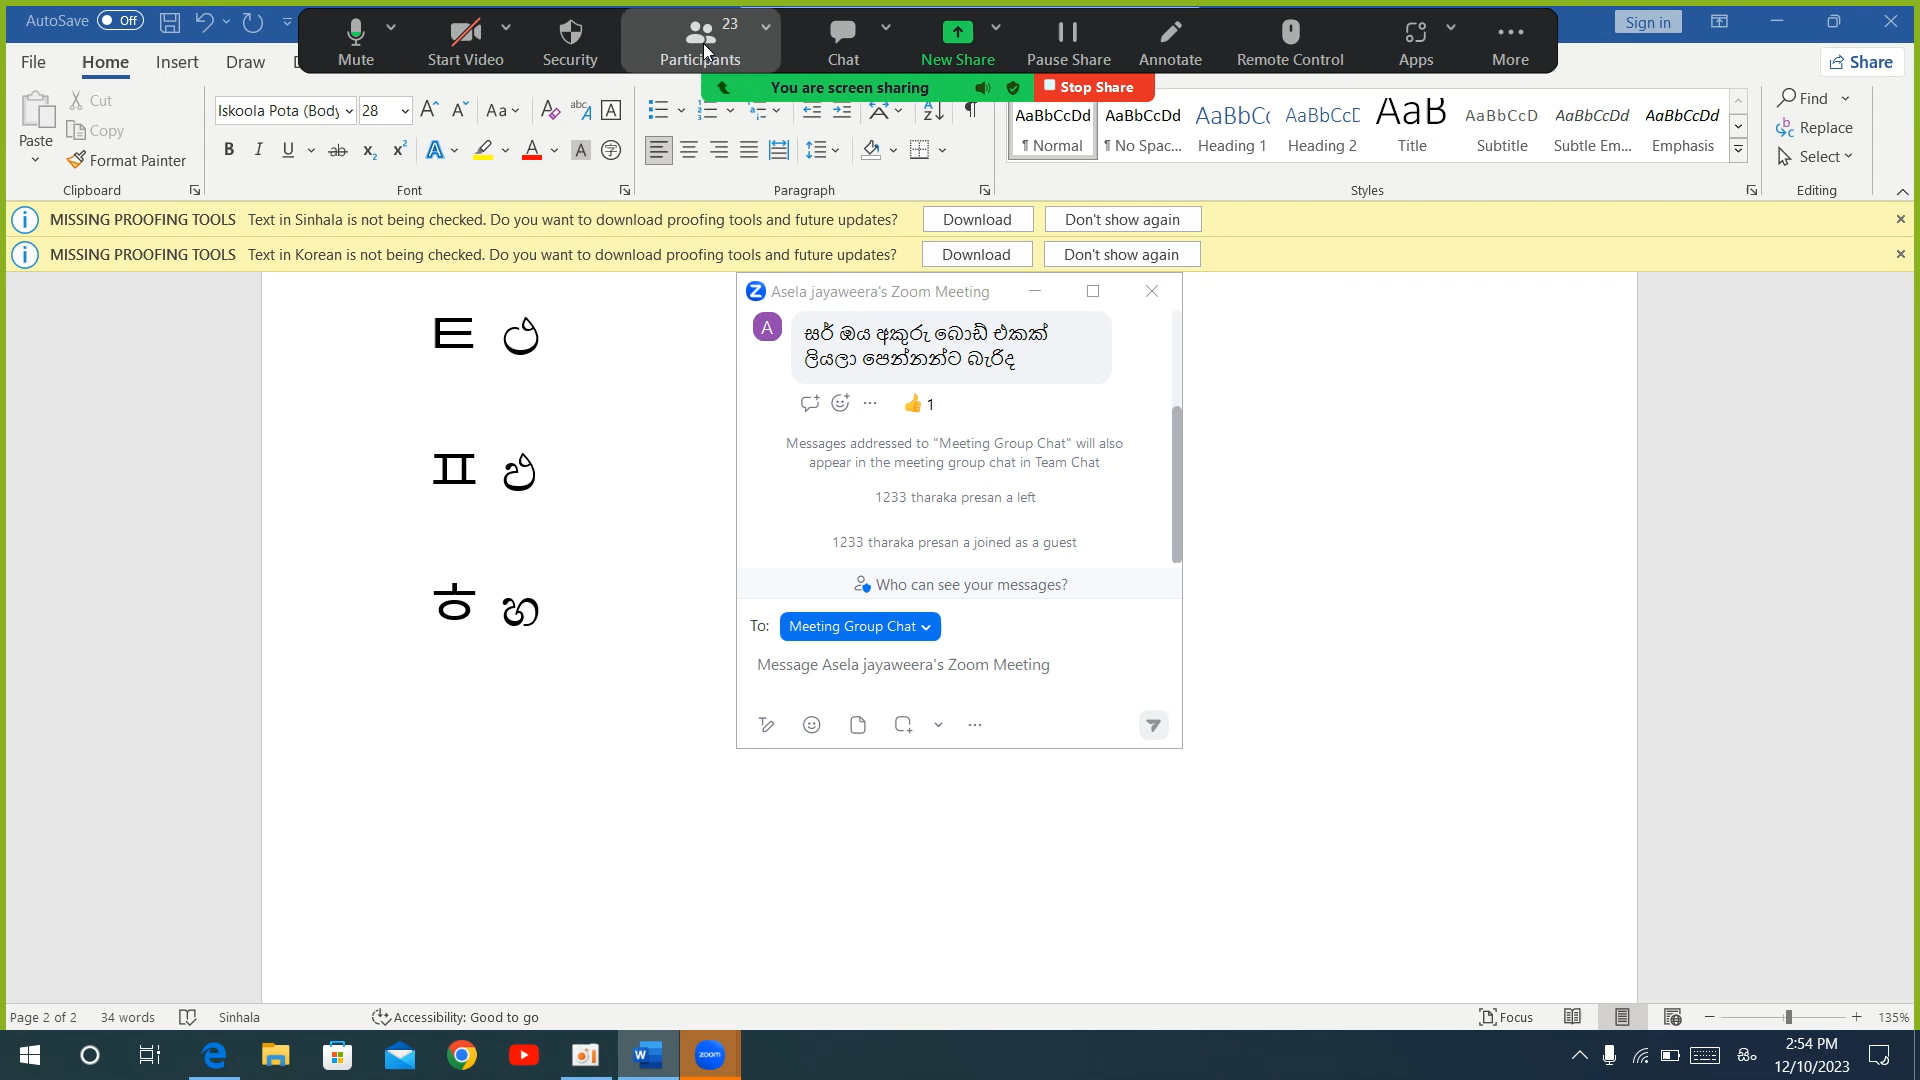 AutoSave Off
Sign in
Mute Start Video Security Participants 23 Chat New Share Pause Share Annotate Remote Control Apps More
You are screen sharing Stop Share
File Home Insert Draw
Share
Cut
Copy
Paste
Format Painter
Clipboard
Iskoola Pota (Body 28
Font
Paragraph
AaBbCcDd AaBbCcDd AaBbCc AaBbCcD AaB AaBbCcD AaBbCcDd AaBbCcDd
¶ Normal ¶ No Spac... Heading 1 Heading 2 Title Subtitle Subtle Em... Emphasis
Styles
Find
Replace
Select
Editing
MISSING PROOFING TOOLS Text in Sinhala is not being checked. Do you want to download proofing tools and future updates? Download Don't show again
MISSING PROOFING TOOLS Text in Korean is not being checked. Do you want to download proofing tools and future updates? Download Don't show again
ㅌ ට
ㅍ ඵ
ㅎ හ
Asela jayaweera's Zoom Meeting
A
සර් ඔය අකුරු බොඩ් එකක්
ලියලා පෙන්නන්ට බැරිද
1
Messages addressed to "Meeting Group Chat" will also
appear in the meeting group chat in Team Chat
1233 tharaka presan a left
1233 tharaka presan a joined as a guest
Who can see your messages?
To: Meeting Group Chat
Message Asela jayaweera's Zoom Meeting
Page 2 of 2 34 words Sinhala Accessibility: Good to go
Focus 135%
zoom
සිං
2:54 PM
12/10/2023